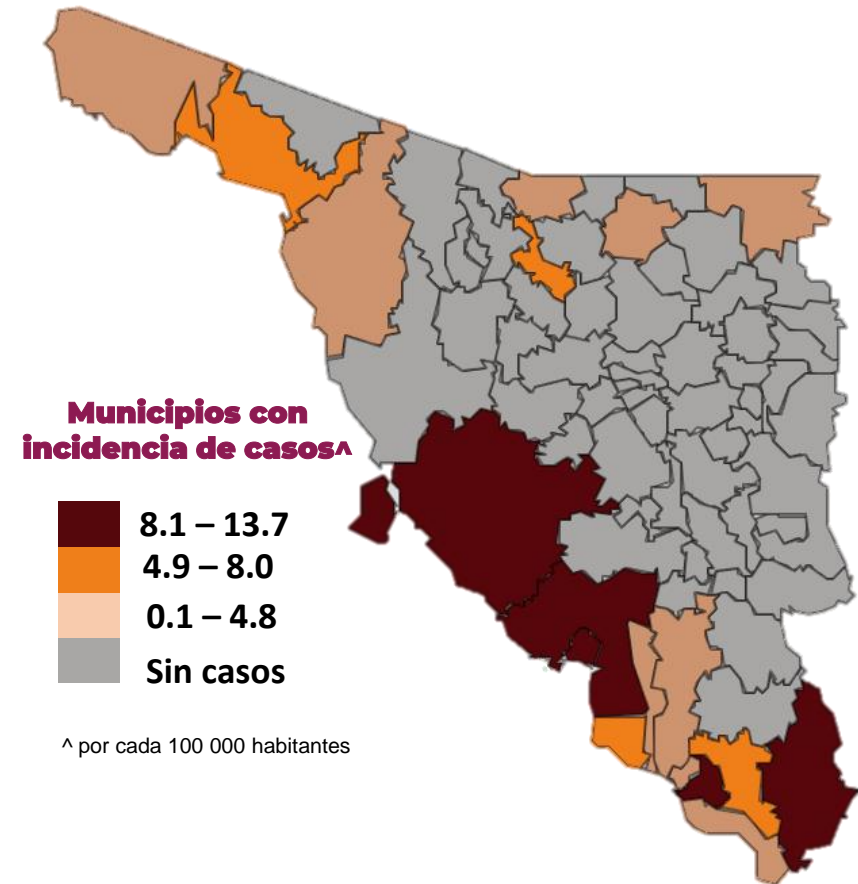 Municipios con
incidencia de casos^
8.1 – 13.7
4.9 – 8.0
0.1 – 4.8
Sin casos
^ por cada 100 000 habitantes